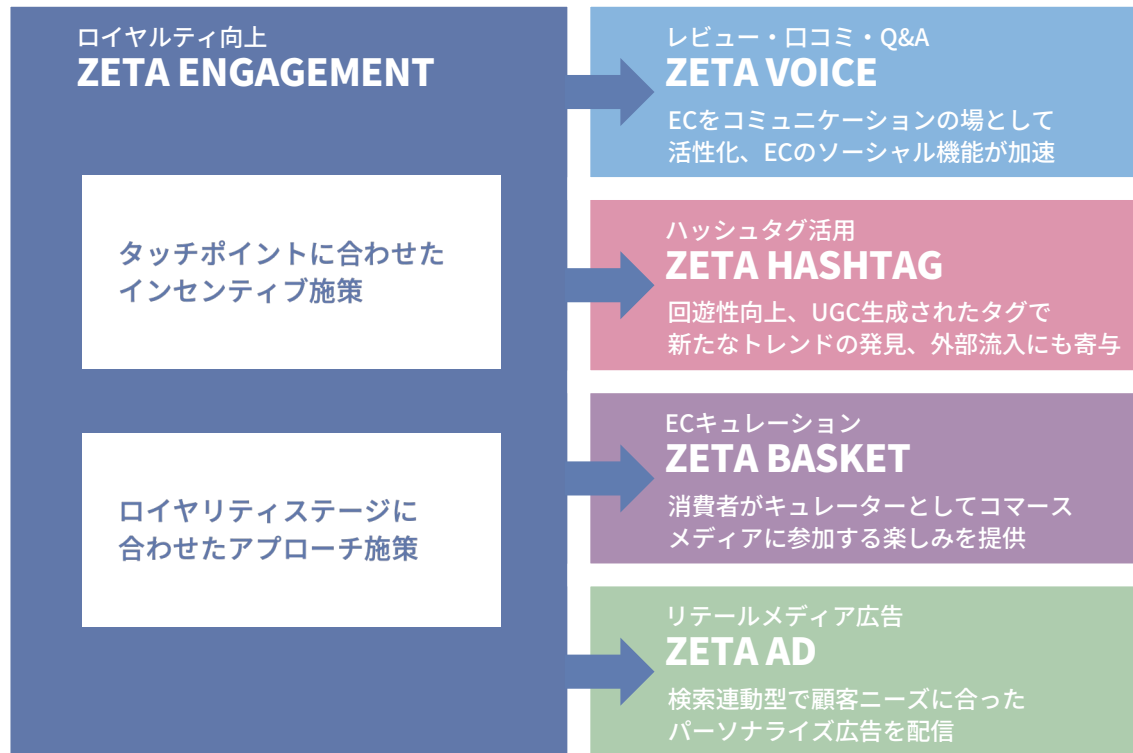 ロイヤルティ向上
ZETA ENGAGEMENT
タッチポイントに合わせた
インセンティブ施策
ロイヤリティステージに
合わせたアプローチ施策
レビュー・口コミ・Q&A
ZETA VOICE
ECをコミュニケーションの場として
活性化、ECのソーシャル機能が加速
ハッシュタグ活用
ZETA HASHTAG
回遊性向上、UGC生成されたタグで
新たなトレンドの発見、外部流入にも寄与
ECキュレーション
ZETA BASKET
消費者がキュレーターとしてコマース
メディアに参加する楽しみを提供
リテールメディア広告
ZETA AD
検索連動型で顧客ニーズに合った
パーソナライズ広告を配信